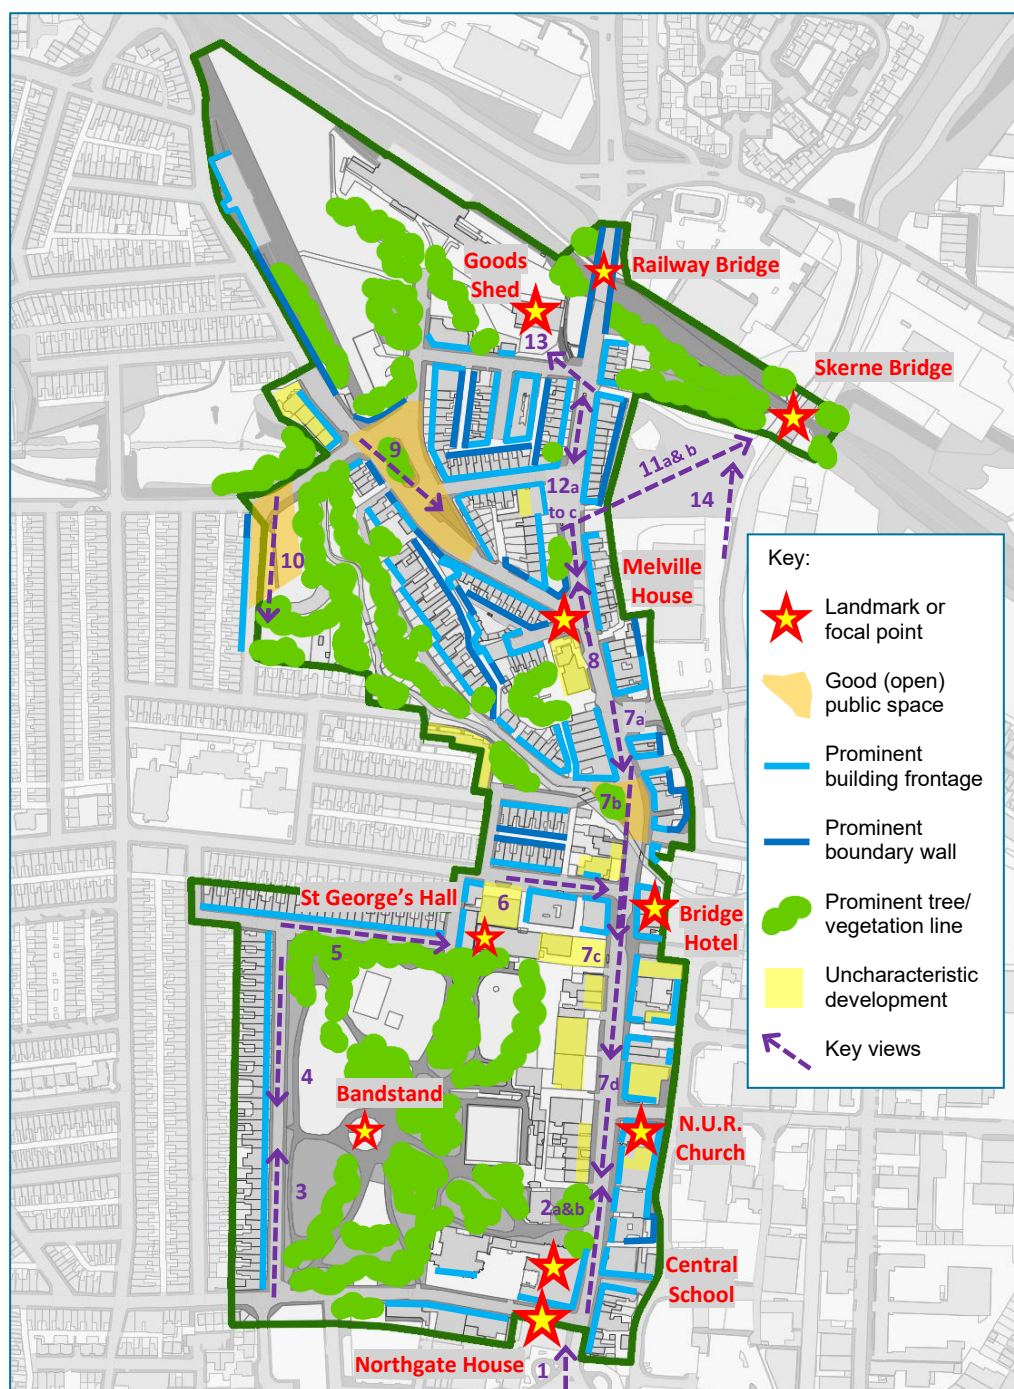 Goods
Shed
Railway Bridge
13
Skerne Bridge
9
11a& b
12a
to c
14
10
Melville
House
8
7a
7b
St George's Hall
6
Bridge
Hotel
5
7c
4
7d
Bandstand
N.U.R.
Church
3
2a&b
Central
School
Northgate House
1
Key:
Landmark or
focal point
Good (open)
public space
Prominent
building frontage
Prominent
boundary wall
Prominent tree/
vegetation line
Uncharacteristic
development
Key views